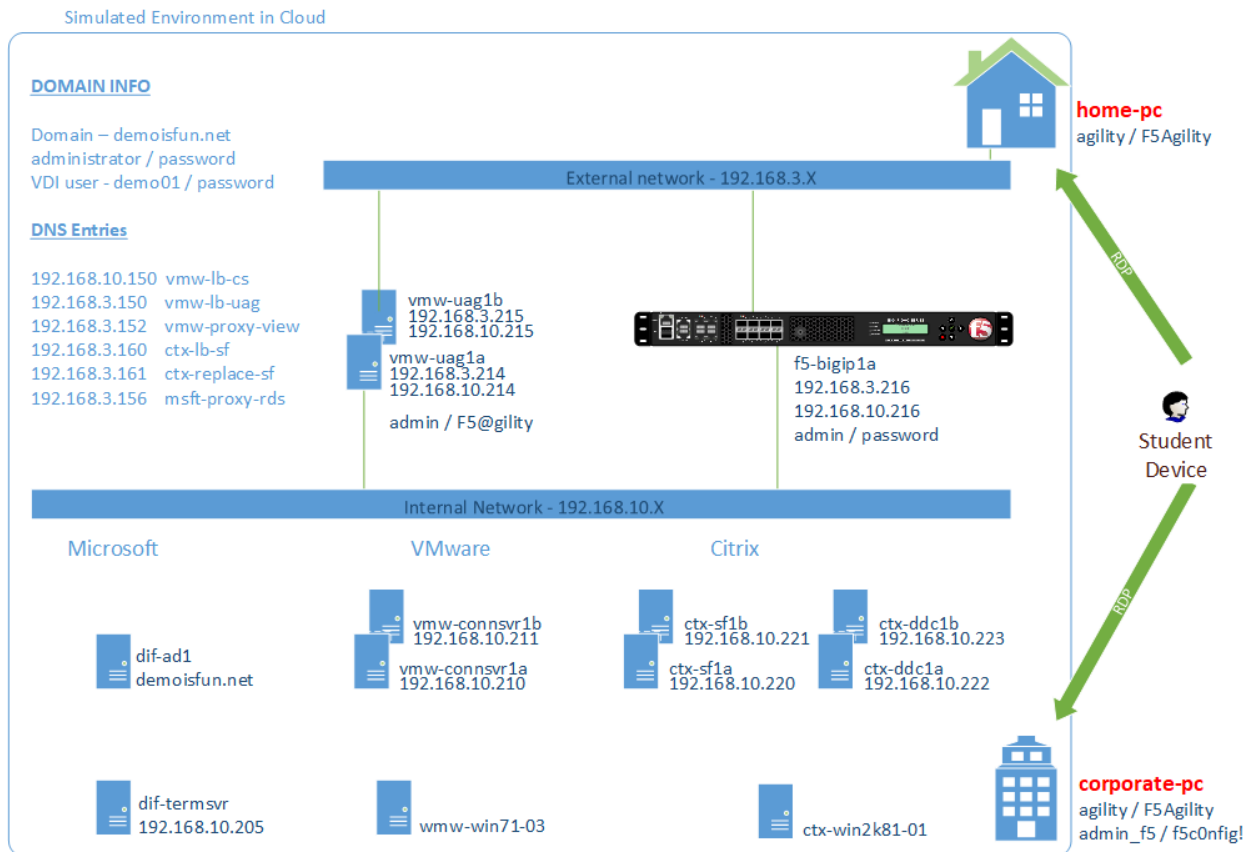 Simulated Environment in Cloud
DOMAIN INFO
Domain – demoisfun.net
administrator / password
VDI user - demo01 / password
DNS Entries
192.168.10.150 vmw-lb-cs
192.168.3.150 vmw-lb-uag
192.168.3.152 vmw-proxy-view
192.168.3.160 ctx-lb-sf
192.168.3.161 ctx-replace-sf
192.168.3.156 msft-proxy-rds
home-pc
agility / F5Agility
External network - 192.168.3.X
RDP
vmw-uag1b
192.168.3.215
192.168.10.215
vmw-uag1a
192.168.3.214
192.168.10.214
admin / F5@gility
f5
f5-bigip1a
192.168.3.216
192.168.10.216
admin / password
Student
Device
Internal Network - 192.168.10.X
Microsoft
VMware
Citrix
RDP
dif-ad1
demoisfun.net
vmw-connsvr1b
192.168.10.211
vmw-connsvr1a
192.168.10.210
ctx-sf1b
192.168.10.221
ctx-sf1a
192.168.10.220
ctx-ddc1b
192.168.10.223
ctx-ddc1a
192.168.10.222
dif-termsvr
192.168.10.205
wmw-win71-03
ctx-win2k81-01
corporate-pc
agility / F5Agility
admin_f5 / f5c0nfig!